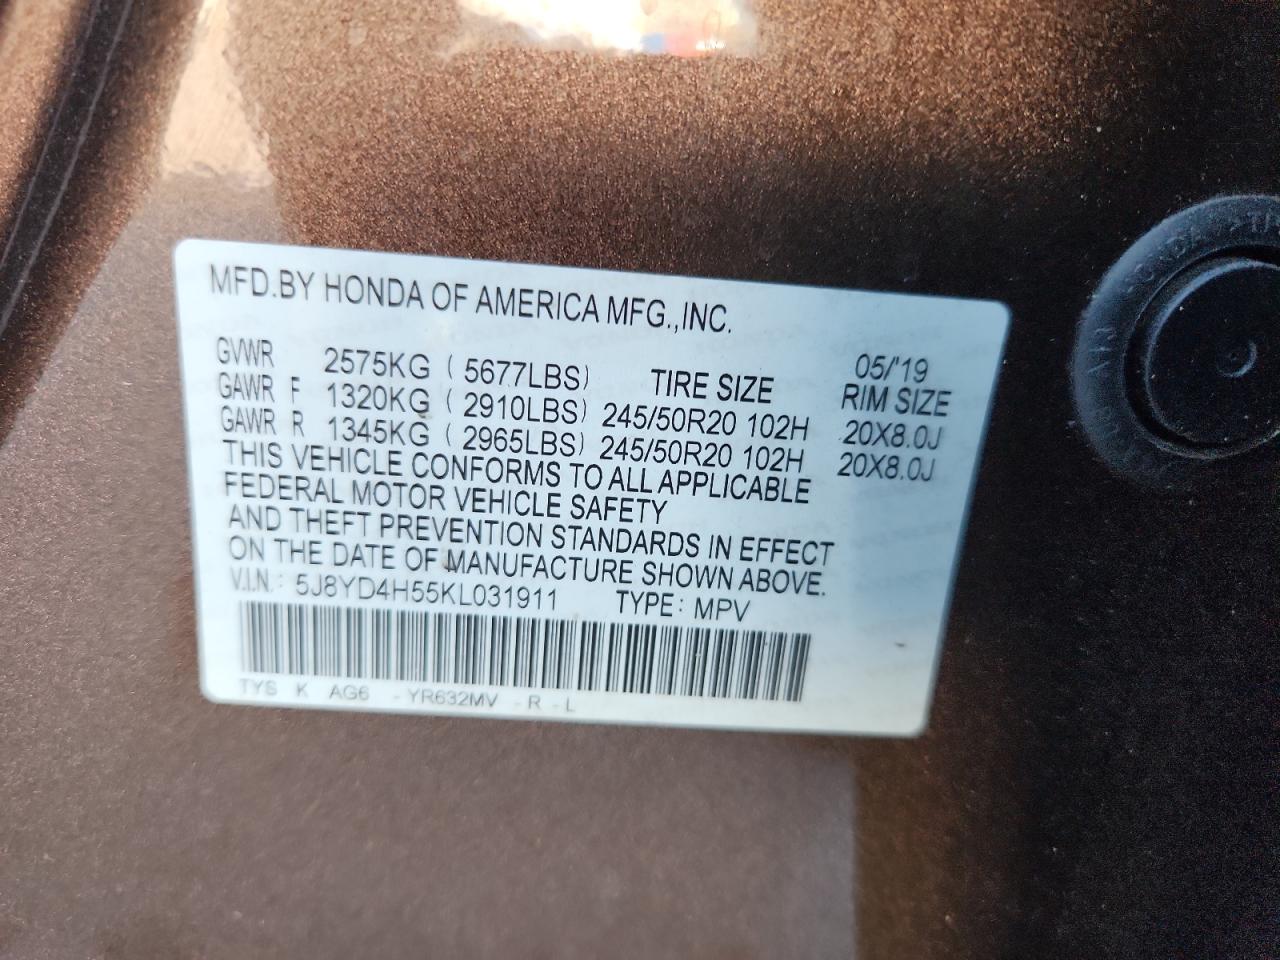 MFD.BY HONDA OF AMERICA MFG.,INC.
GVWR 2575KG ( 5677LBS) TIRE SIZE 05/'19
GAWR F 1320KG ( 2910LBS) 245/50R20 102H RIM SIZE 20X8.0J
GAWR R 1345KG ( 2965LBS) 245/50R20 102H 20X8.0J
THIS VEHICLE CONFORMS TO ALL APPLICABLE
FEDERAL MOTOR VEHICLE SAFETY
AND THEFT PREVENTION STANDARDS IN EFFECT
ON THE DATE OF MANUFACTURE SHOWN ABOVE.
V.I.N.: 5J8YD4H55KL031911 TYPE: MPV
TYS K AG6 -YR632MV -R -L